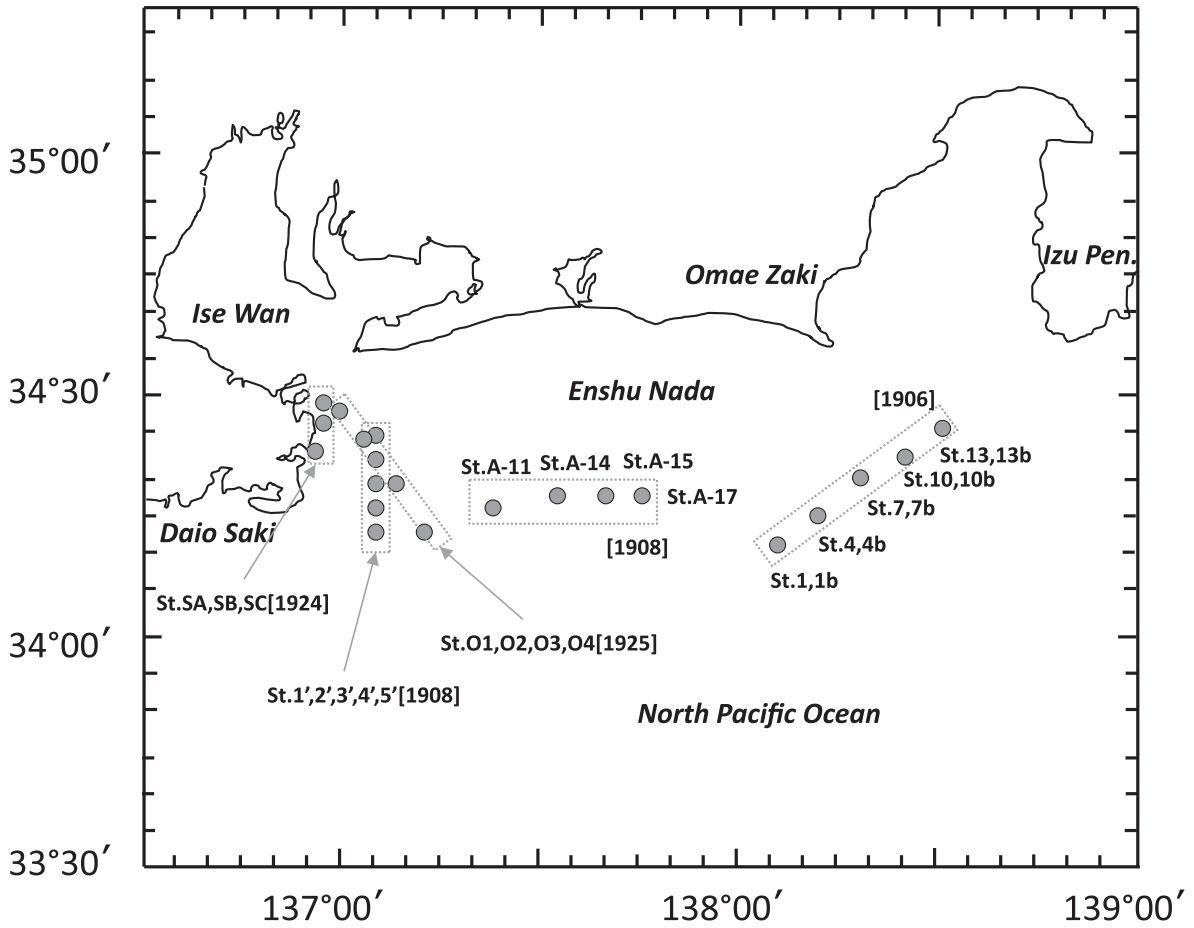 35°00′
Izu Pen.
Omae Zaki
Ise Wan
34°30′
Enshu Nada
[1906]
St.13,13b
St.A-11 St.A-14 St.A-15
St.10,10b
St.A-17
St.7,7b
Daio Saki
[1908]
St.4,4b
St.1,1b
St.SA,SB,SC[1924]
34°00′
St.O1,O2,O3,O4[1925]
St.1',2',3',4',5'[1908]
North Pacific Ocean
33°30′
137°00′ 138°00′ 139°00′